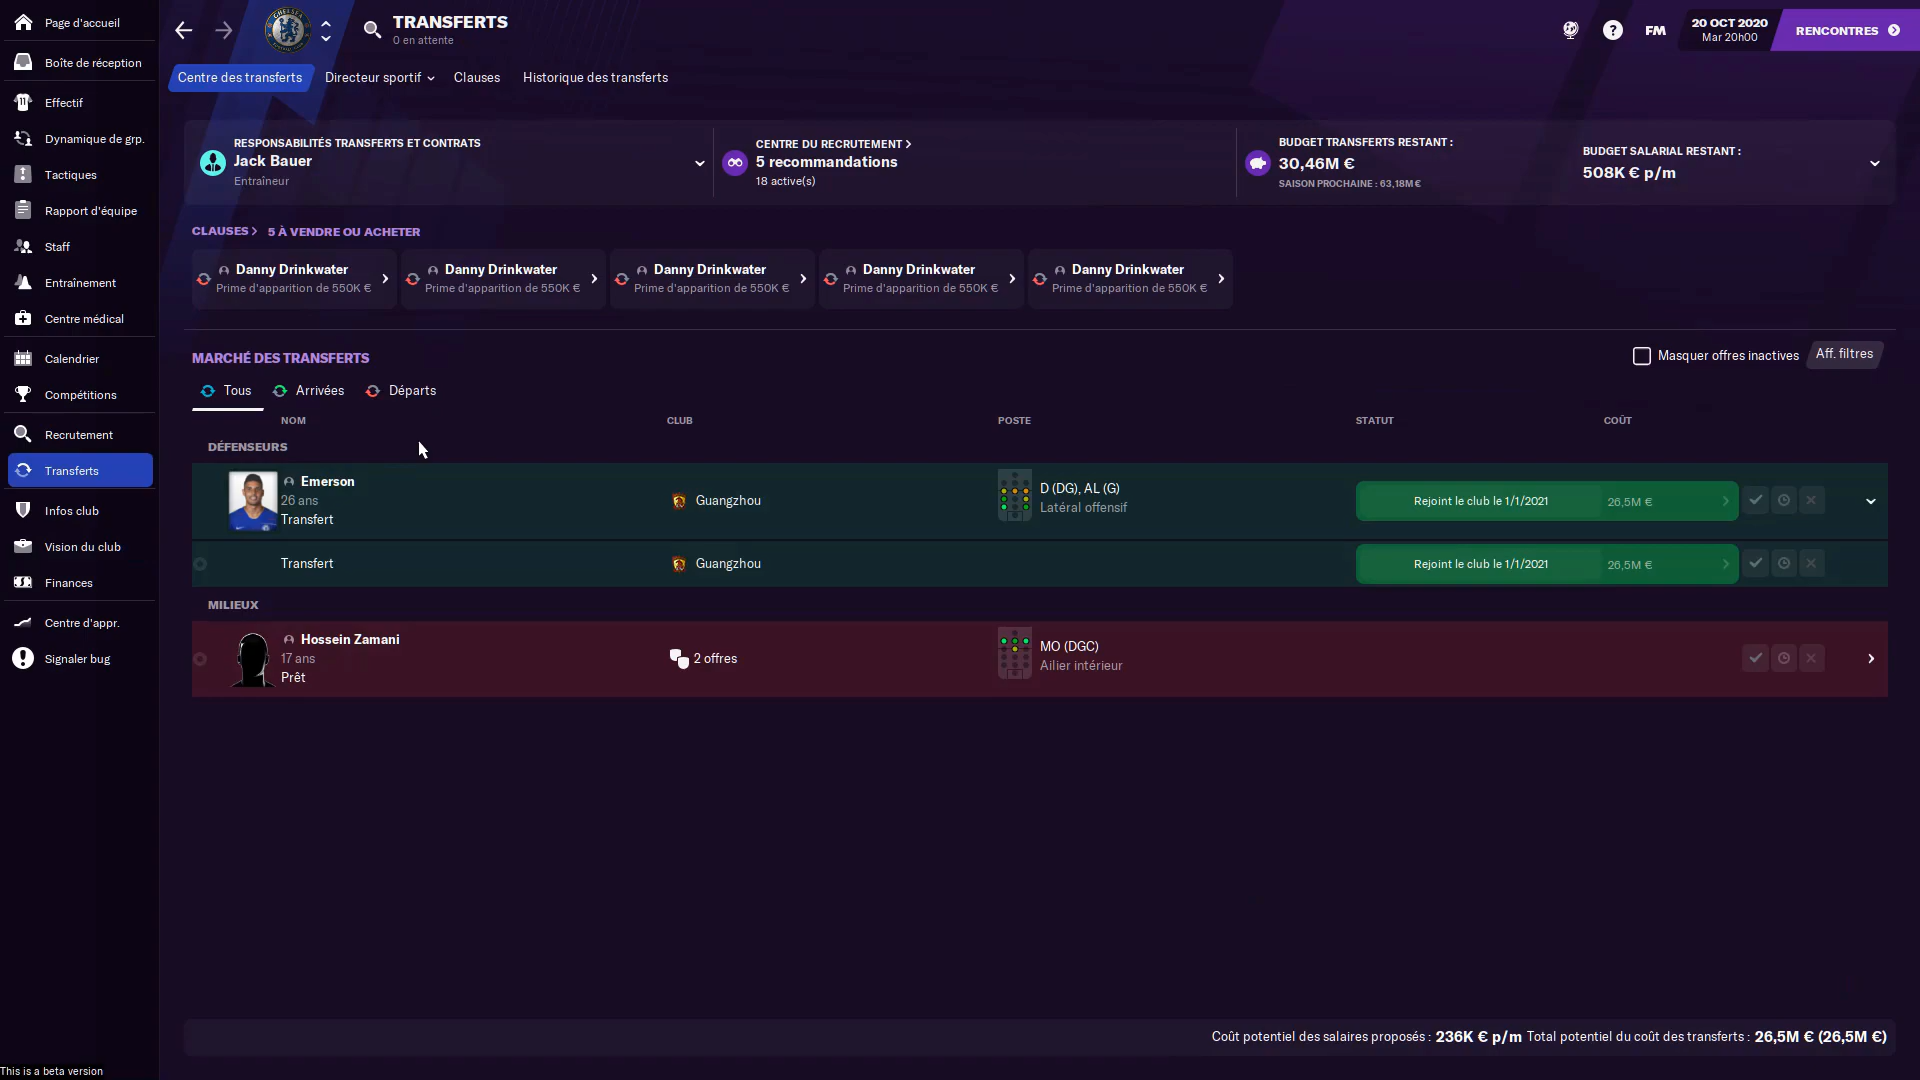 Page d'accueil
Boîte de réception
Effectif
Dynamique de grp.
Tactiques
Rapport d'équipe
Staff
Entraînement
Centre médical
Calendrier
Compétitions
Recrutement
Transferts
Infos club
Vision du club
Finances
Centre d'appr.
Signaler bug
This is a beta version
TRANSFERTS
0 en attente
FM
20 OCT 2020
Mar 20h00
RENCONTRES
Centre des transferts Directeur sportif Clauses Historique des transferts
RESPONSABILITÉS TRANSFERTS ET CONTRATS
Jack Bauer
Entraîneur
CENTRE DU RECRUTEMENT >
5 recommandations
18 active(s)
BUDGET TRANSFERTS RESTANT :
30,46M €
SAISON PROCHAINE : 63,18M €
BUDGET SALARIAL RESTANT :
508K € p/m
CLAUSES > 5 À VENDRE OU ACHETER
Danny Drinkwater
Prime d'apparition de 550K €
Danny Drinkwater
Prime d'apparition de 550K €
Danny Drinkwater
Prime d'apparition de 550K €
Danny Drinkwater
Prime d'apparition de 550K €
Danny Drinkwater
Prime d'apparition de 550K €
MARCHÉ DES TRANSFERTS
Masquer offres inactives Aff. filtres
Tous Arrivées Départs
NOM CLUB POSTE STATUT COÛT
DÉFENSEURS
Emerson
26 ans
Transfert
Guangzhou
D (DG), AL (G)
Latéral offensif
Rejoint le club le 1/1/2021 26,5M €
Transfert Guangzhou Rejoint le club le 1/1/2021 26,5M €
MILIEUX
Hossein Zamani
17 ans
Prêt
2 offres
MO (DGC)
Ailier intérieur
Coût potentiel des salaires proposés : 236K € p/m Total potentiel du coût des transferts : 26,5M € (26,5M €)